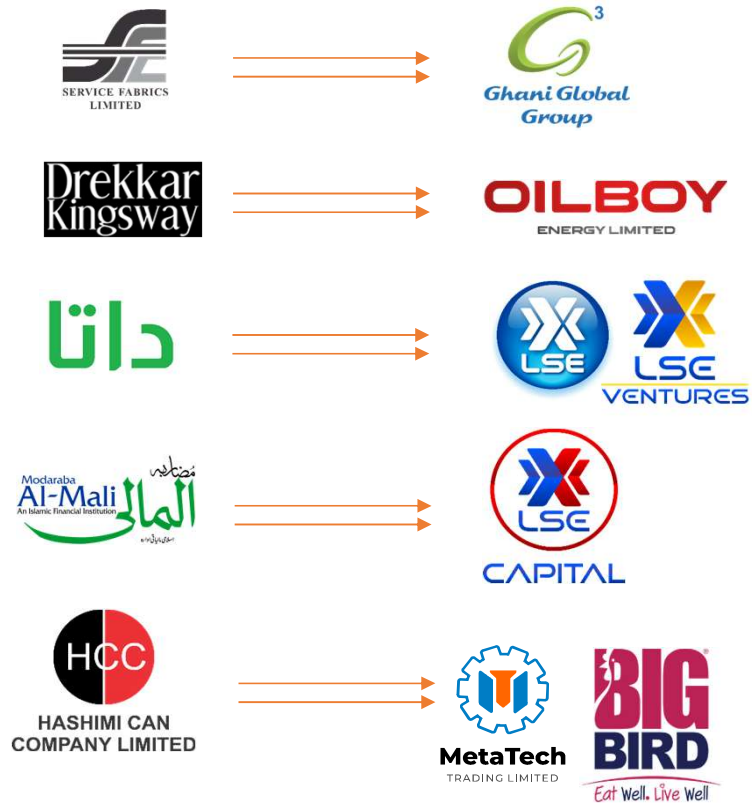 SERVICE FABRICS
LIMITED
3
Ghani Global
Group
Drekkar
Kingsway
OILBOY
ENERGY LIMITED
داتا
LSE
LSE
VENTURES
Modaraba
Al-Mali
An Islamic Financial Institution
مُضاربہ
المالی
LSE
CAPITAL
HCC
HASHIMI CAN
COMPANY LIMITED
MetaTech
TRADING LIMITED
BIG
BIRD
Eat Well. Live Well